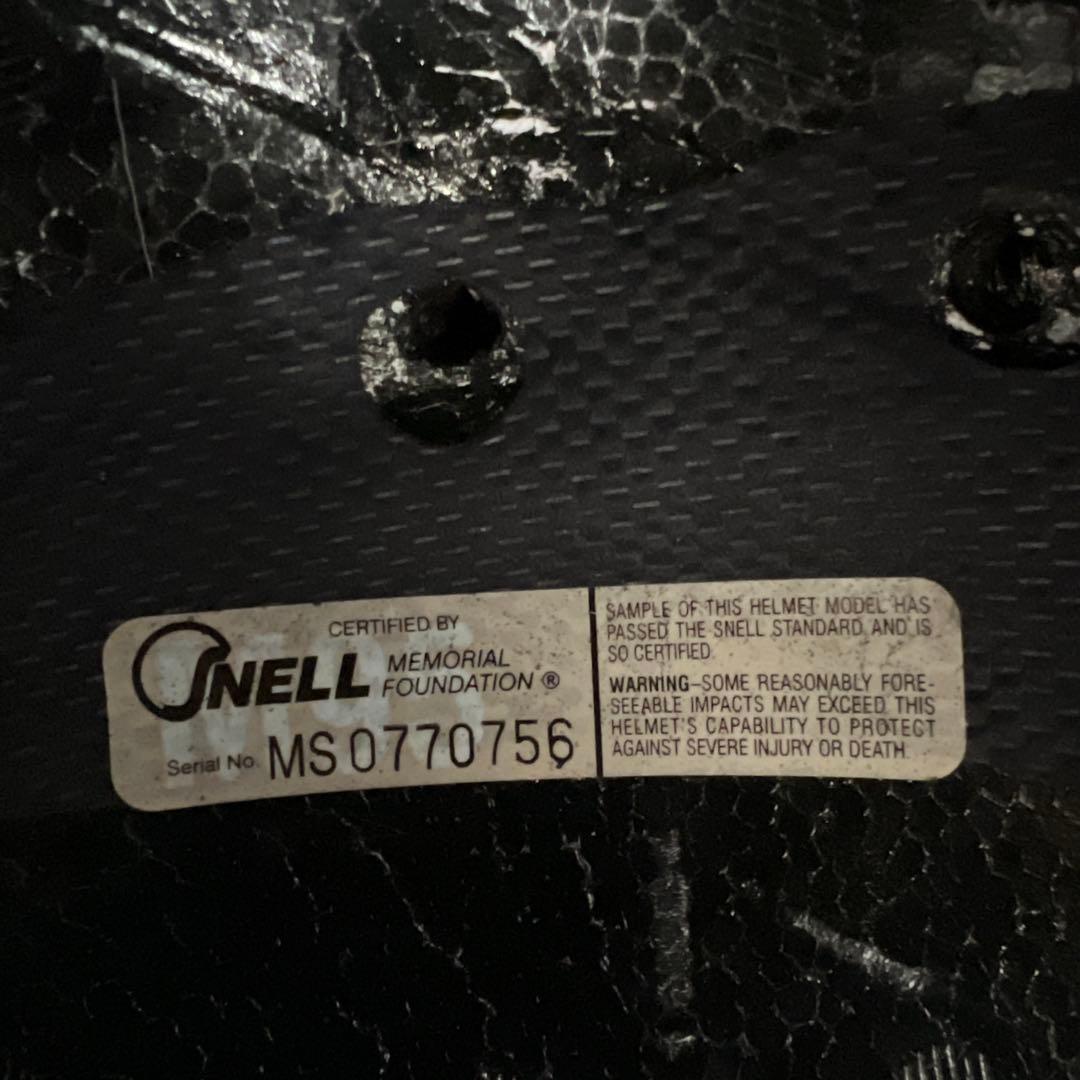 CERTIFIED BY
SNELL MEMORIAL
FOUNDATION ®
Serial No. MS0770756
SAMPLE OF THIS HELMET MODEL HAS
PASSED THE SNELL STANDARD AND IS
SO CERTIFIED.
WARNING–SOME REASONABLY FORE-
SEEABLE IMPACTS MAY EXCEED THIS
HELMET'S CAPABILITY TO PROTECT
AGAINST SEVERE INJURY OR DEATH.